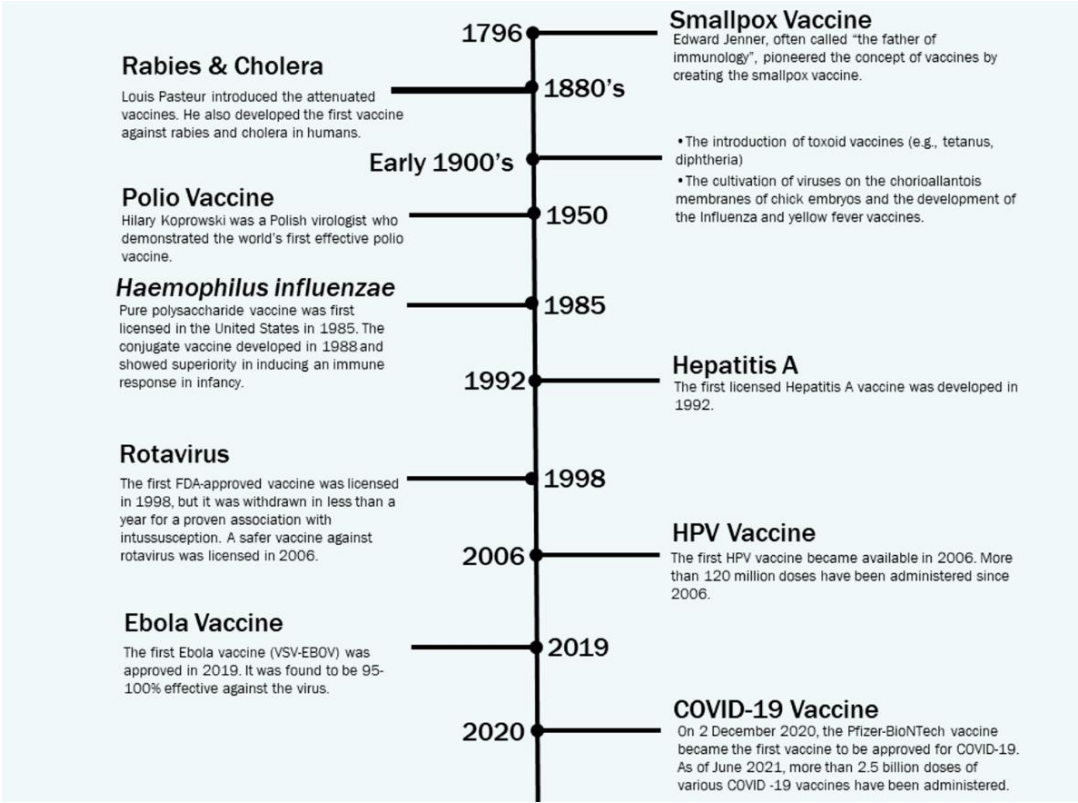 1796
Smallpox Vaccine
Edward Jenner, often called “the father of
immunology”, pioneered the concept of vaccines by
creating the smallpox vaccine.
Rabies & Cholera
Louis Pasteur introduced the attenuated
vaccines. He also developed the first vaccine
against rabies and cholera in humans.
1880’s
Early 1900’s
•The introduction of toxoid vaccines (e.g., tetanus,
diphtheria)
•The cultivation of viruses on the chorioallantois
membranes of chick embryos and the development of
the Influenza and yellow fever vaccines.
Polio Vaccine
Hilary Koprowski was a Polish virologist who
demonstrated the world’s first effective polio
vaccine.
1950
Haemophilus influenzae
Pure polysaccharide vaccine was first
licensed in the United States in 1985. The
conjugate vaccine developed in 1988 and
showed superiority in inducing an immune
response in infancy.
1985
1992
Hepatitis A
The first licensed Hepatitis A vaccine was developed in
1992.
Rotavirus
The first FDA-approved vaccine was licensed
in 1998, but it was withdrawn in less than a
year for a proven association with
intussusception. A safer vaccine against
rotavirus was licensed in 2006.
1998
2006
HPV Vaccine
The first HPV vaccine became available in 2006. More
than 120 million doses have been administered since
2006.
Ebola Vaccine
The first Ebola vaccine (VSV-EBOV) was
approved in 2019. It was found to be 95-
100% effective against the virus.
2019
2020
COVID-19 Vaccine
On 2 December 2020, the Pfizer-BioNTech vaccine
became the first vaccine to be approved for COVID-19.
As of June 2021, more than 2.5 billion doses of
various COVID -19 vaccines have been administered.